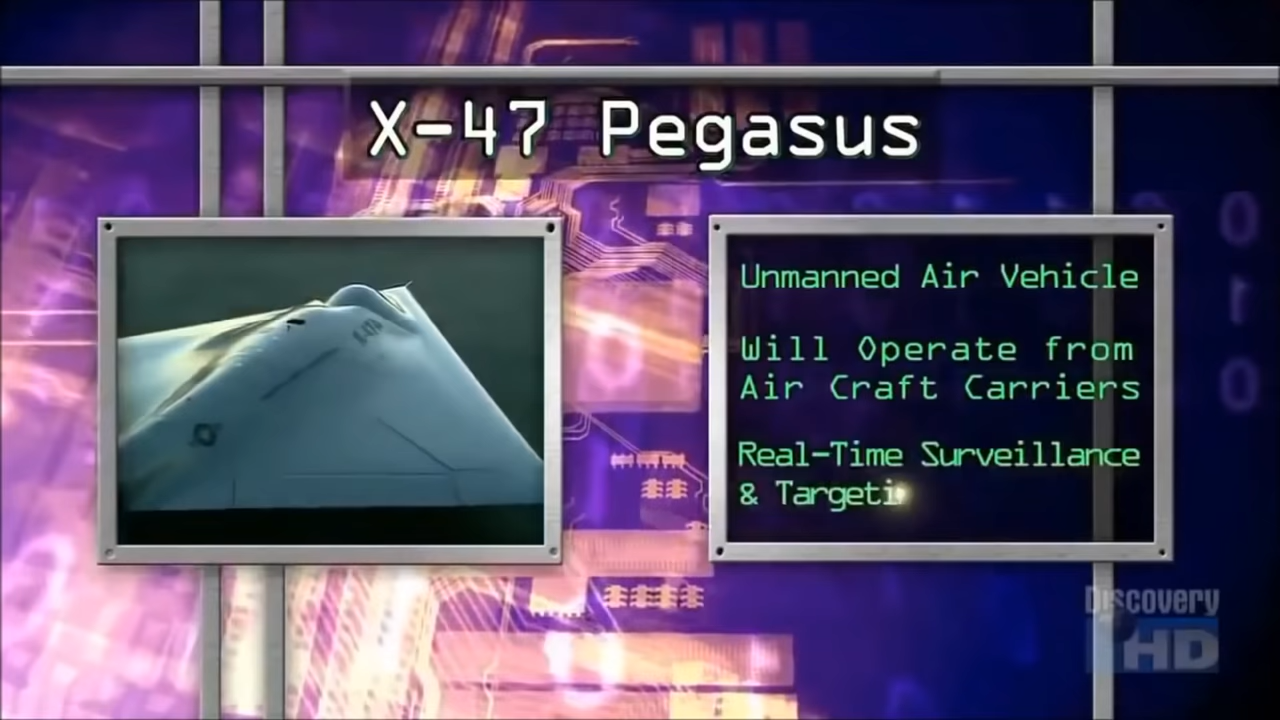 X-47 Pegasus
Unmanned Air Vehicle
Will Operate from
Air Craft Carriers
Real-Time Surveillance
& Targeti
Discovery
HD